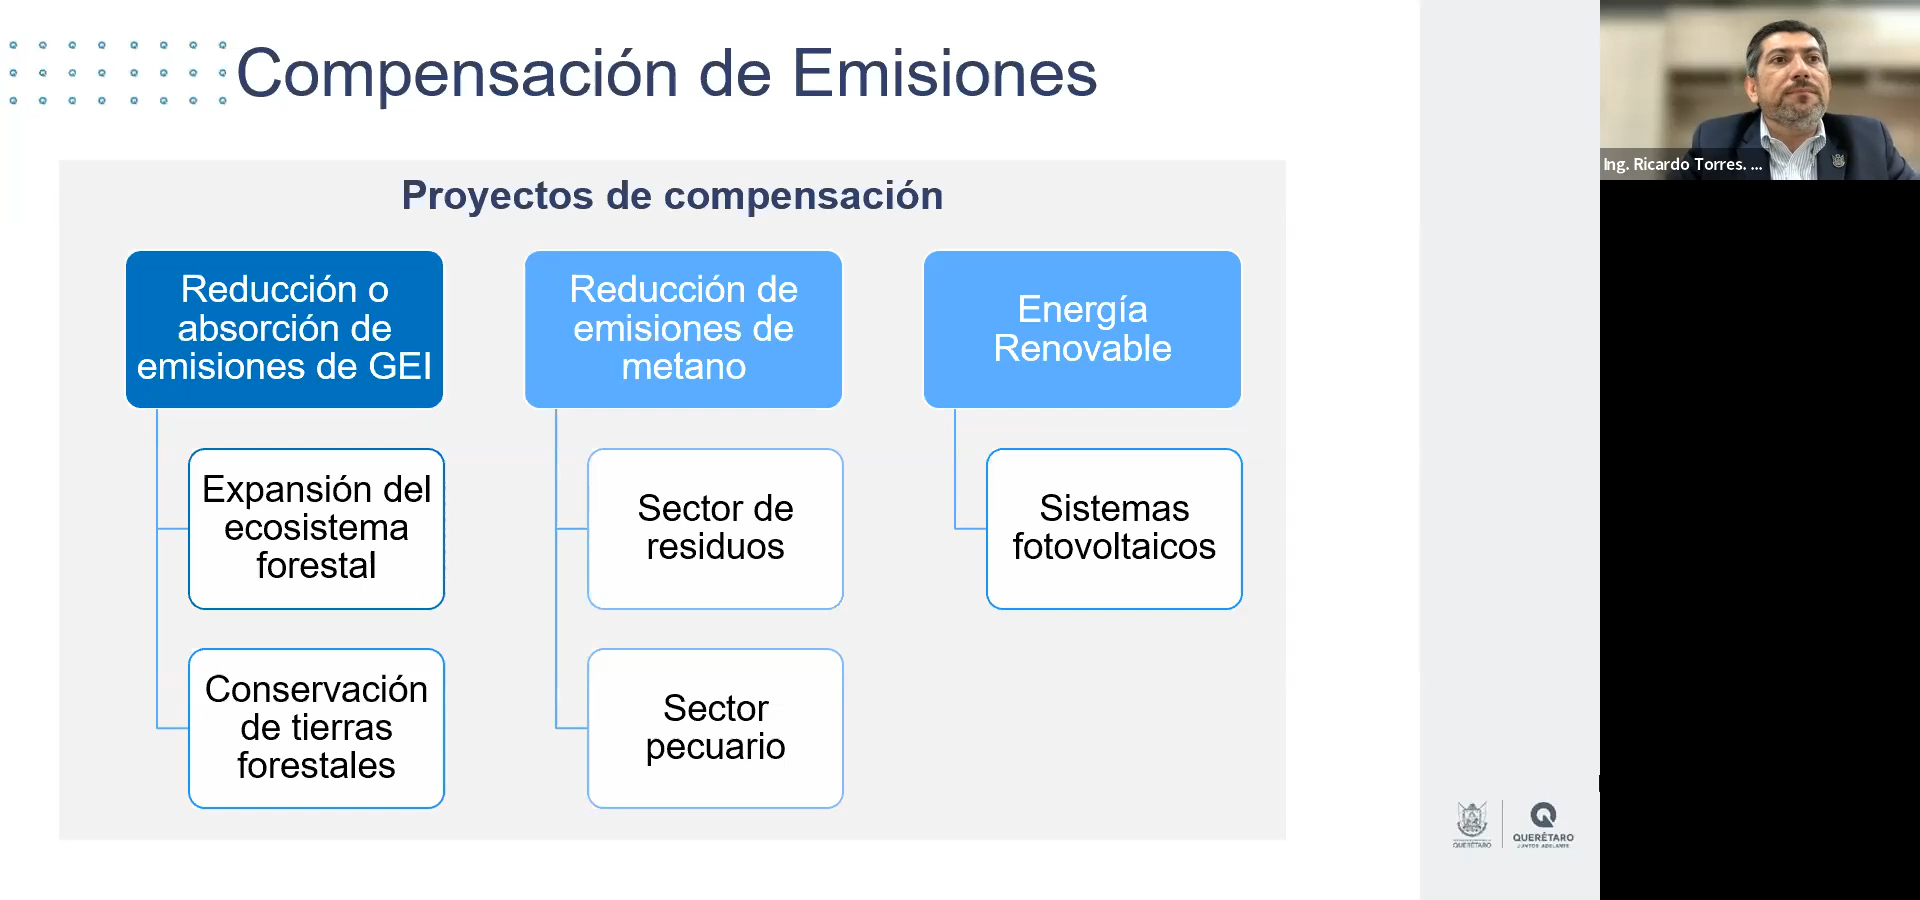 Compensación de Emisiones
Proyectos de compensación
Reducción o
absorción de
emisiones de GEI
Expansión del
ecosistema
forestal
Conservación
de tierras
forestales
Reducción de
emisiones de
metano
Sector de
residuos
Sector
pecuario
Energía
Renovable
Sistemas
fotovoltaicos
Ing. Ricardo Torres. ...
QUERÉTARO
QUERÉTARO
JUNTOS ADELANTE